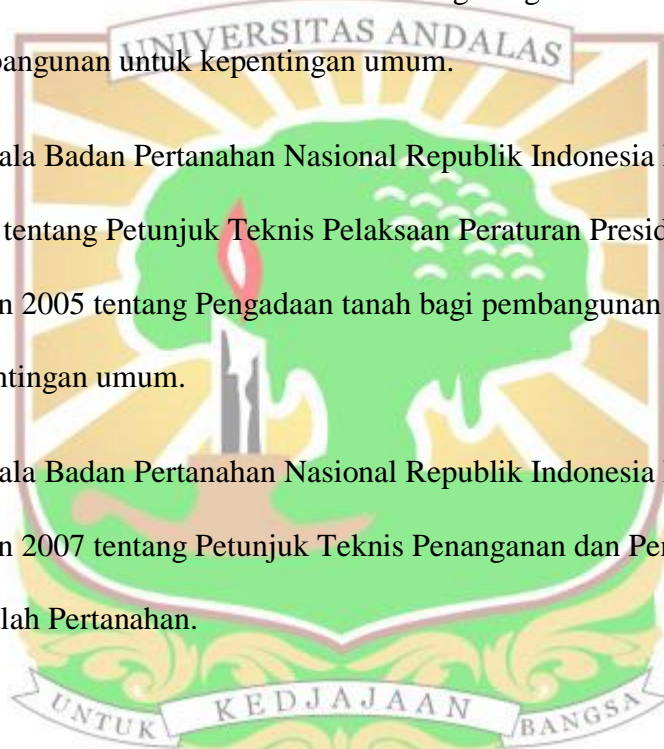 UNIVERSITAS ANDALAS
bangunan untuk kepentingan umum.
ala Badan Pertanahan Nasional Republik Indonesia
tentang Petunjuk Teknis Pelaksaan Peraturan Presid
n 2005 tentang Pengadaan tanah bagi pembangunan
ntingan umum.
ala Badan Pertanahan Nasional Republik Indonesia
n 2007 tentang Petunjuk Teknis Penanganan dan Pe
lah Pertanahan.
UNTUK KEDJAJAAN BANGSA